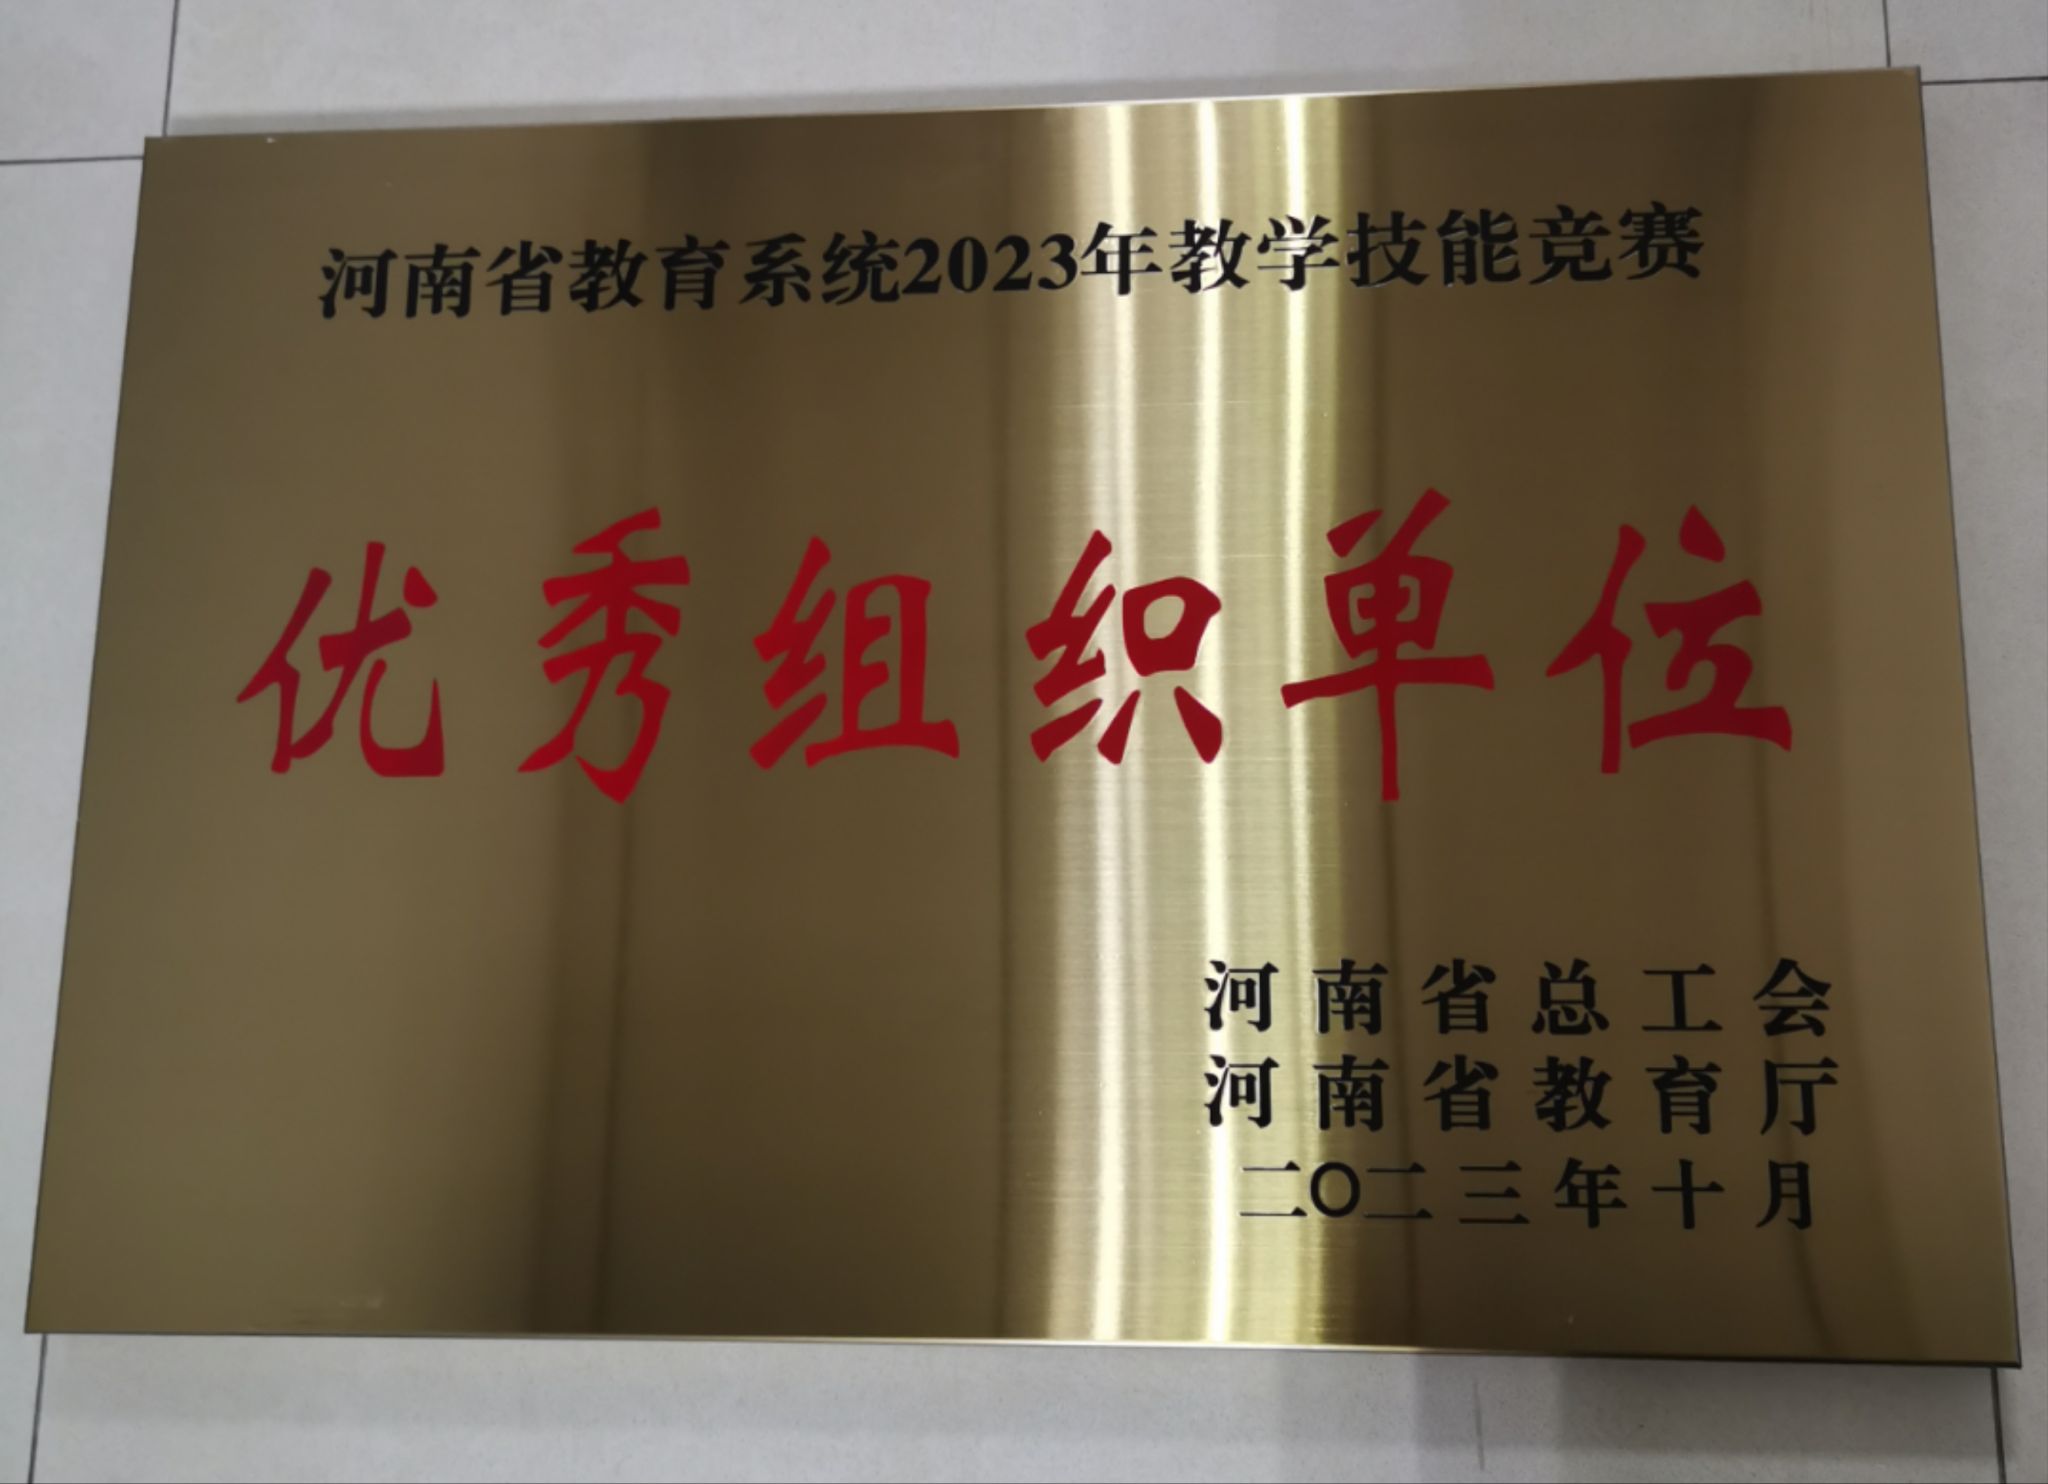 河南省教育系统2023年教学技能竞赛
优秀组织单位
河南省总工会
河南省教育厅
二〇二三年十月